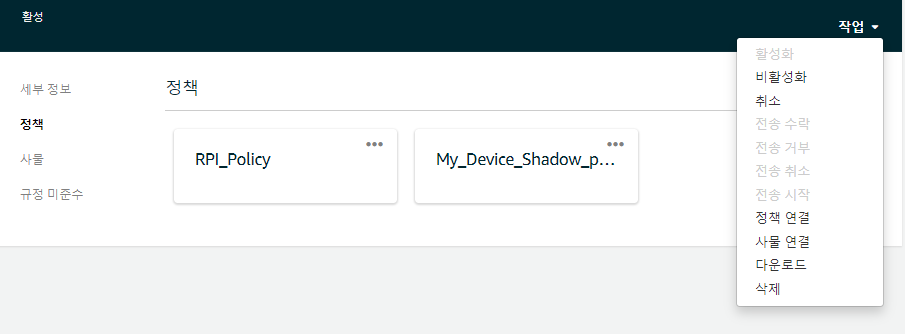 활성
작업
활성화
비활성화
취소
전송 수락
전송 거부
전송 취소
전송 시작
정책 연결
사물 연결
다운로드
삭제
세부 정보
정책
사물
규정 미준수
정책
RPI_Policy
My_Device_Shadow_p...